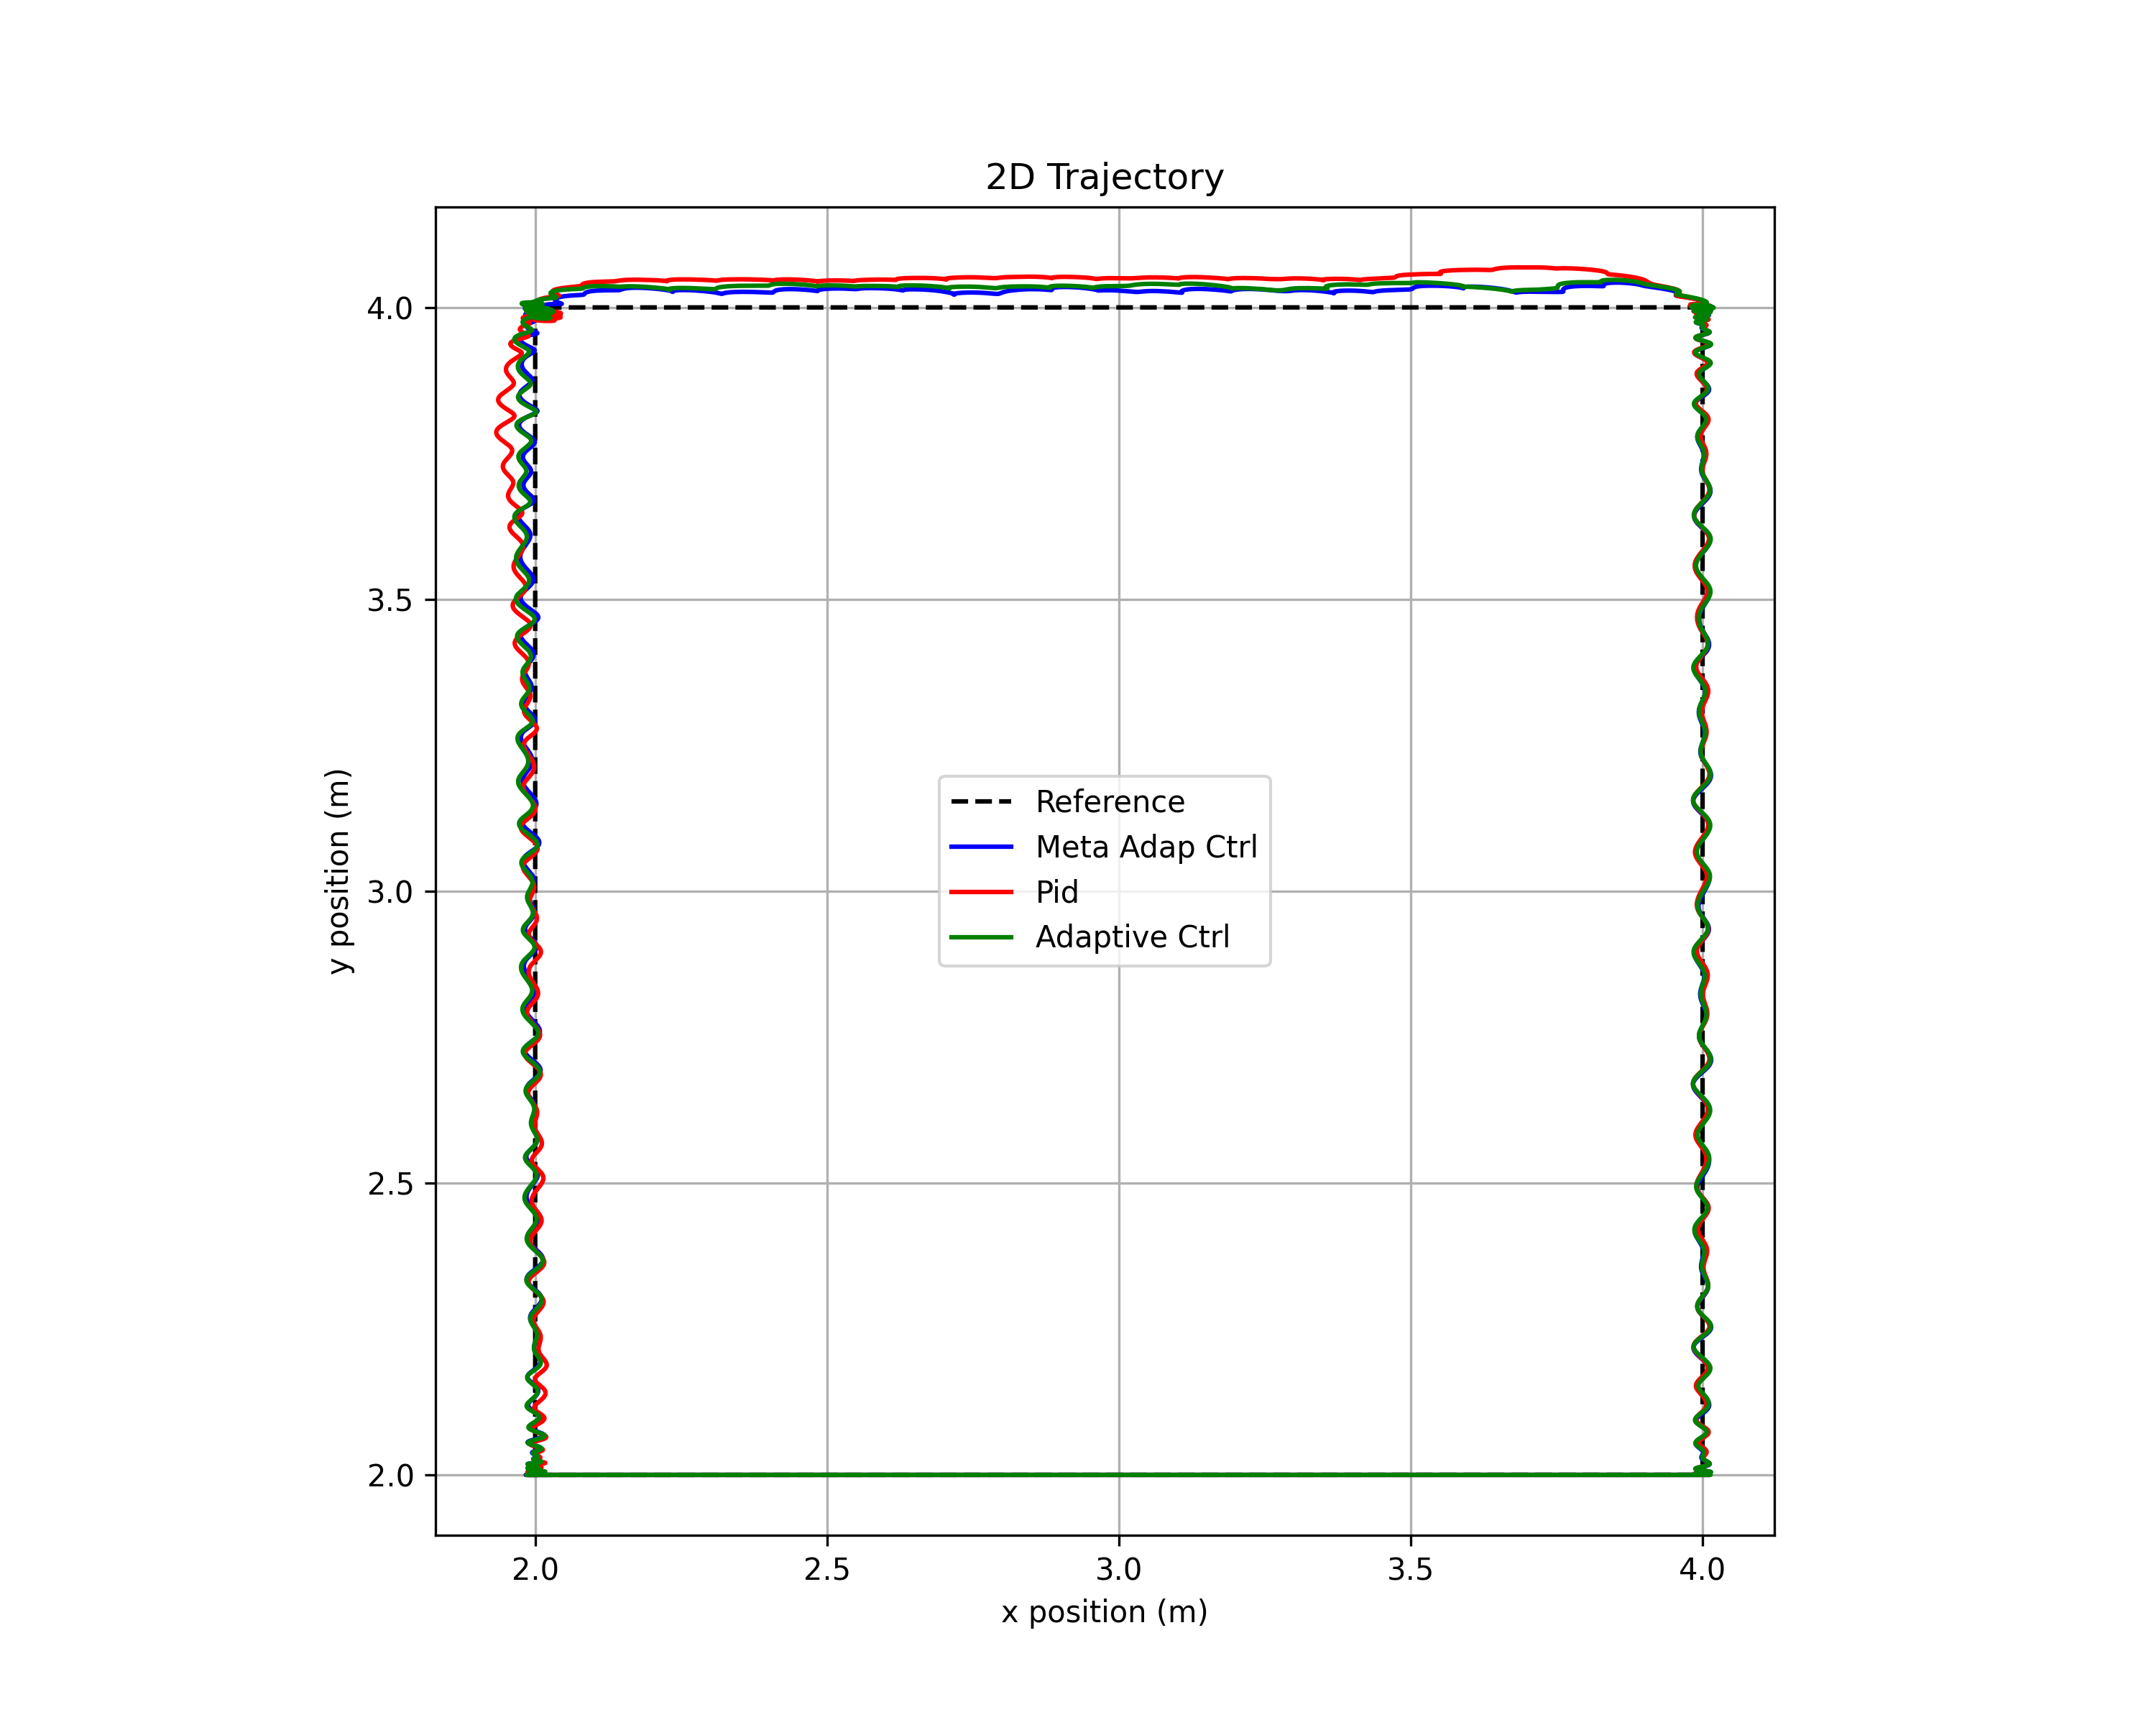 2D Trajectory
y position (m)
4.0
3.5
3.0
2.5
2.0
Reference
Meta Adap Ctrl
Pid
Adaptive Ctrl
2.0 2.5 3.0 3.5 4.0
x position (m)